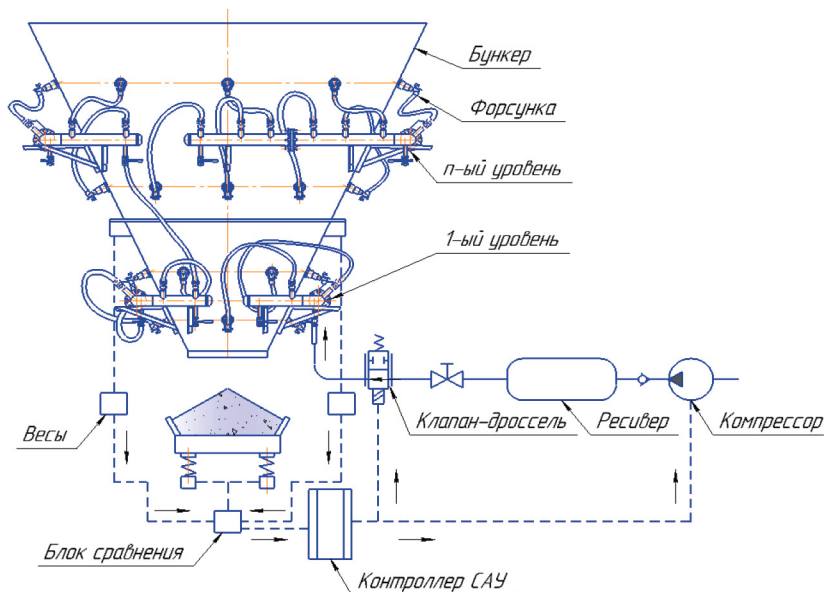 Бункер
Форсунка
n-ый уровень
1-ый уровень
Клапан-дроссель
Ресивер
Компрессор
Весы
Блок сравнения
Контроллер САУ